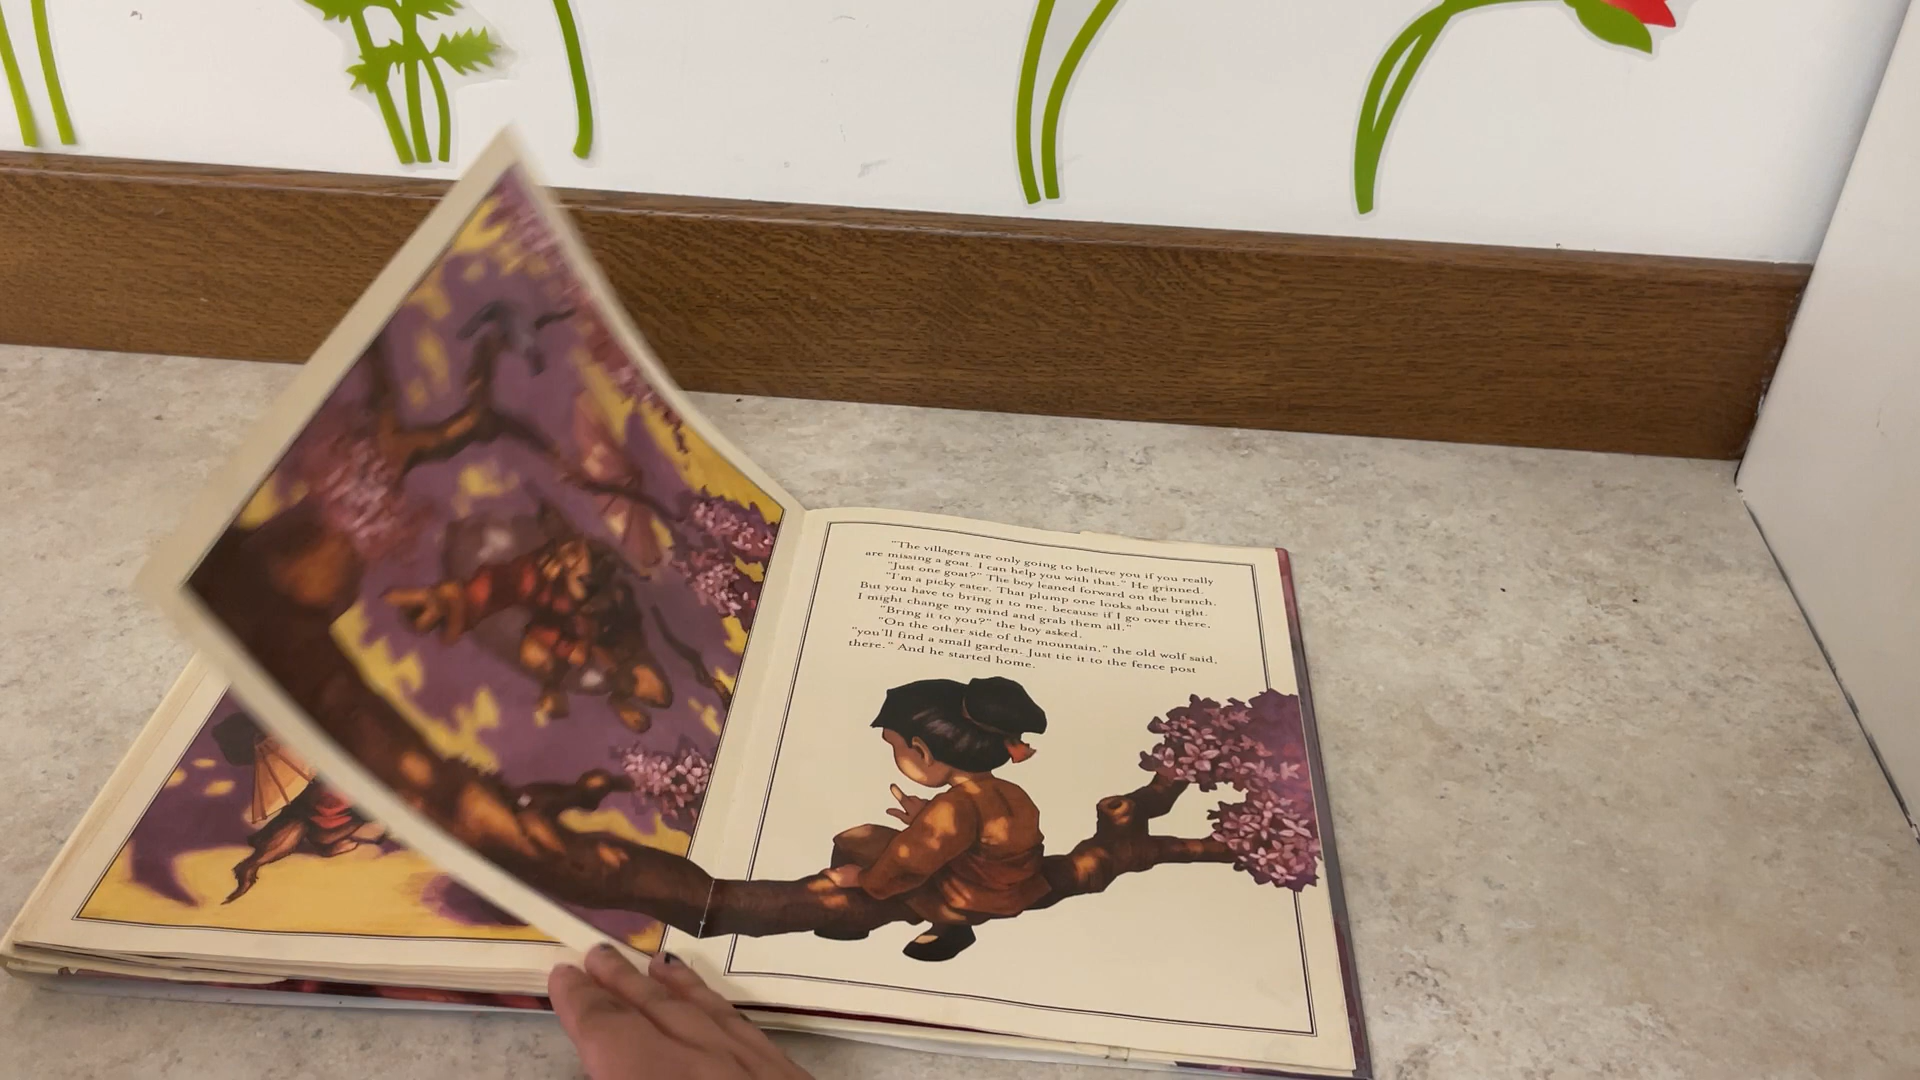 "The villagers are only going to believe you if you really
are missing a goat. I can help you with that." He grinned.
"Just one goat?" The boy leaned forward on the branch.
"I'm a picky eater. That plump one looks about right.
But you have to bring it to me, because if I go over there,
I might change my mind and grab them all."
"Bring it to you?" the boy asked.
"On the other side of the mountain," the old wolf said,
"you'll find a small garden. Just tie it to the fence post
there." And he started home.